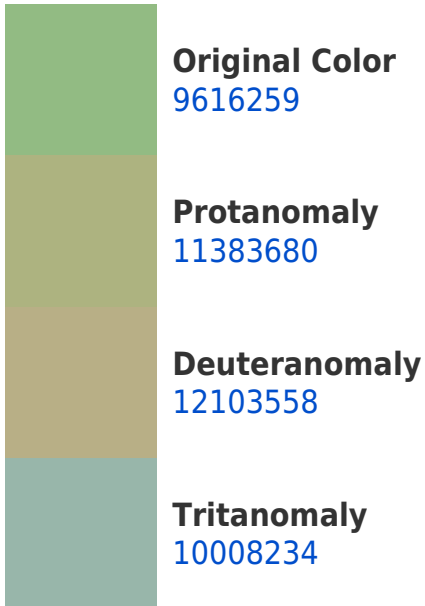 Original Color
9616259
Protanomaly
11383680
Deuteranomaly
12103558
Tritanomaly
10008234